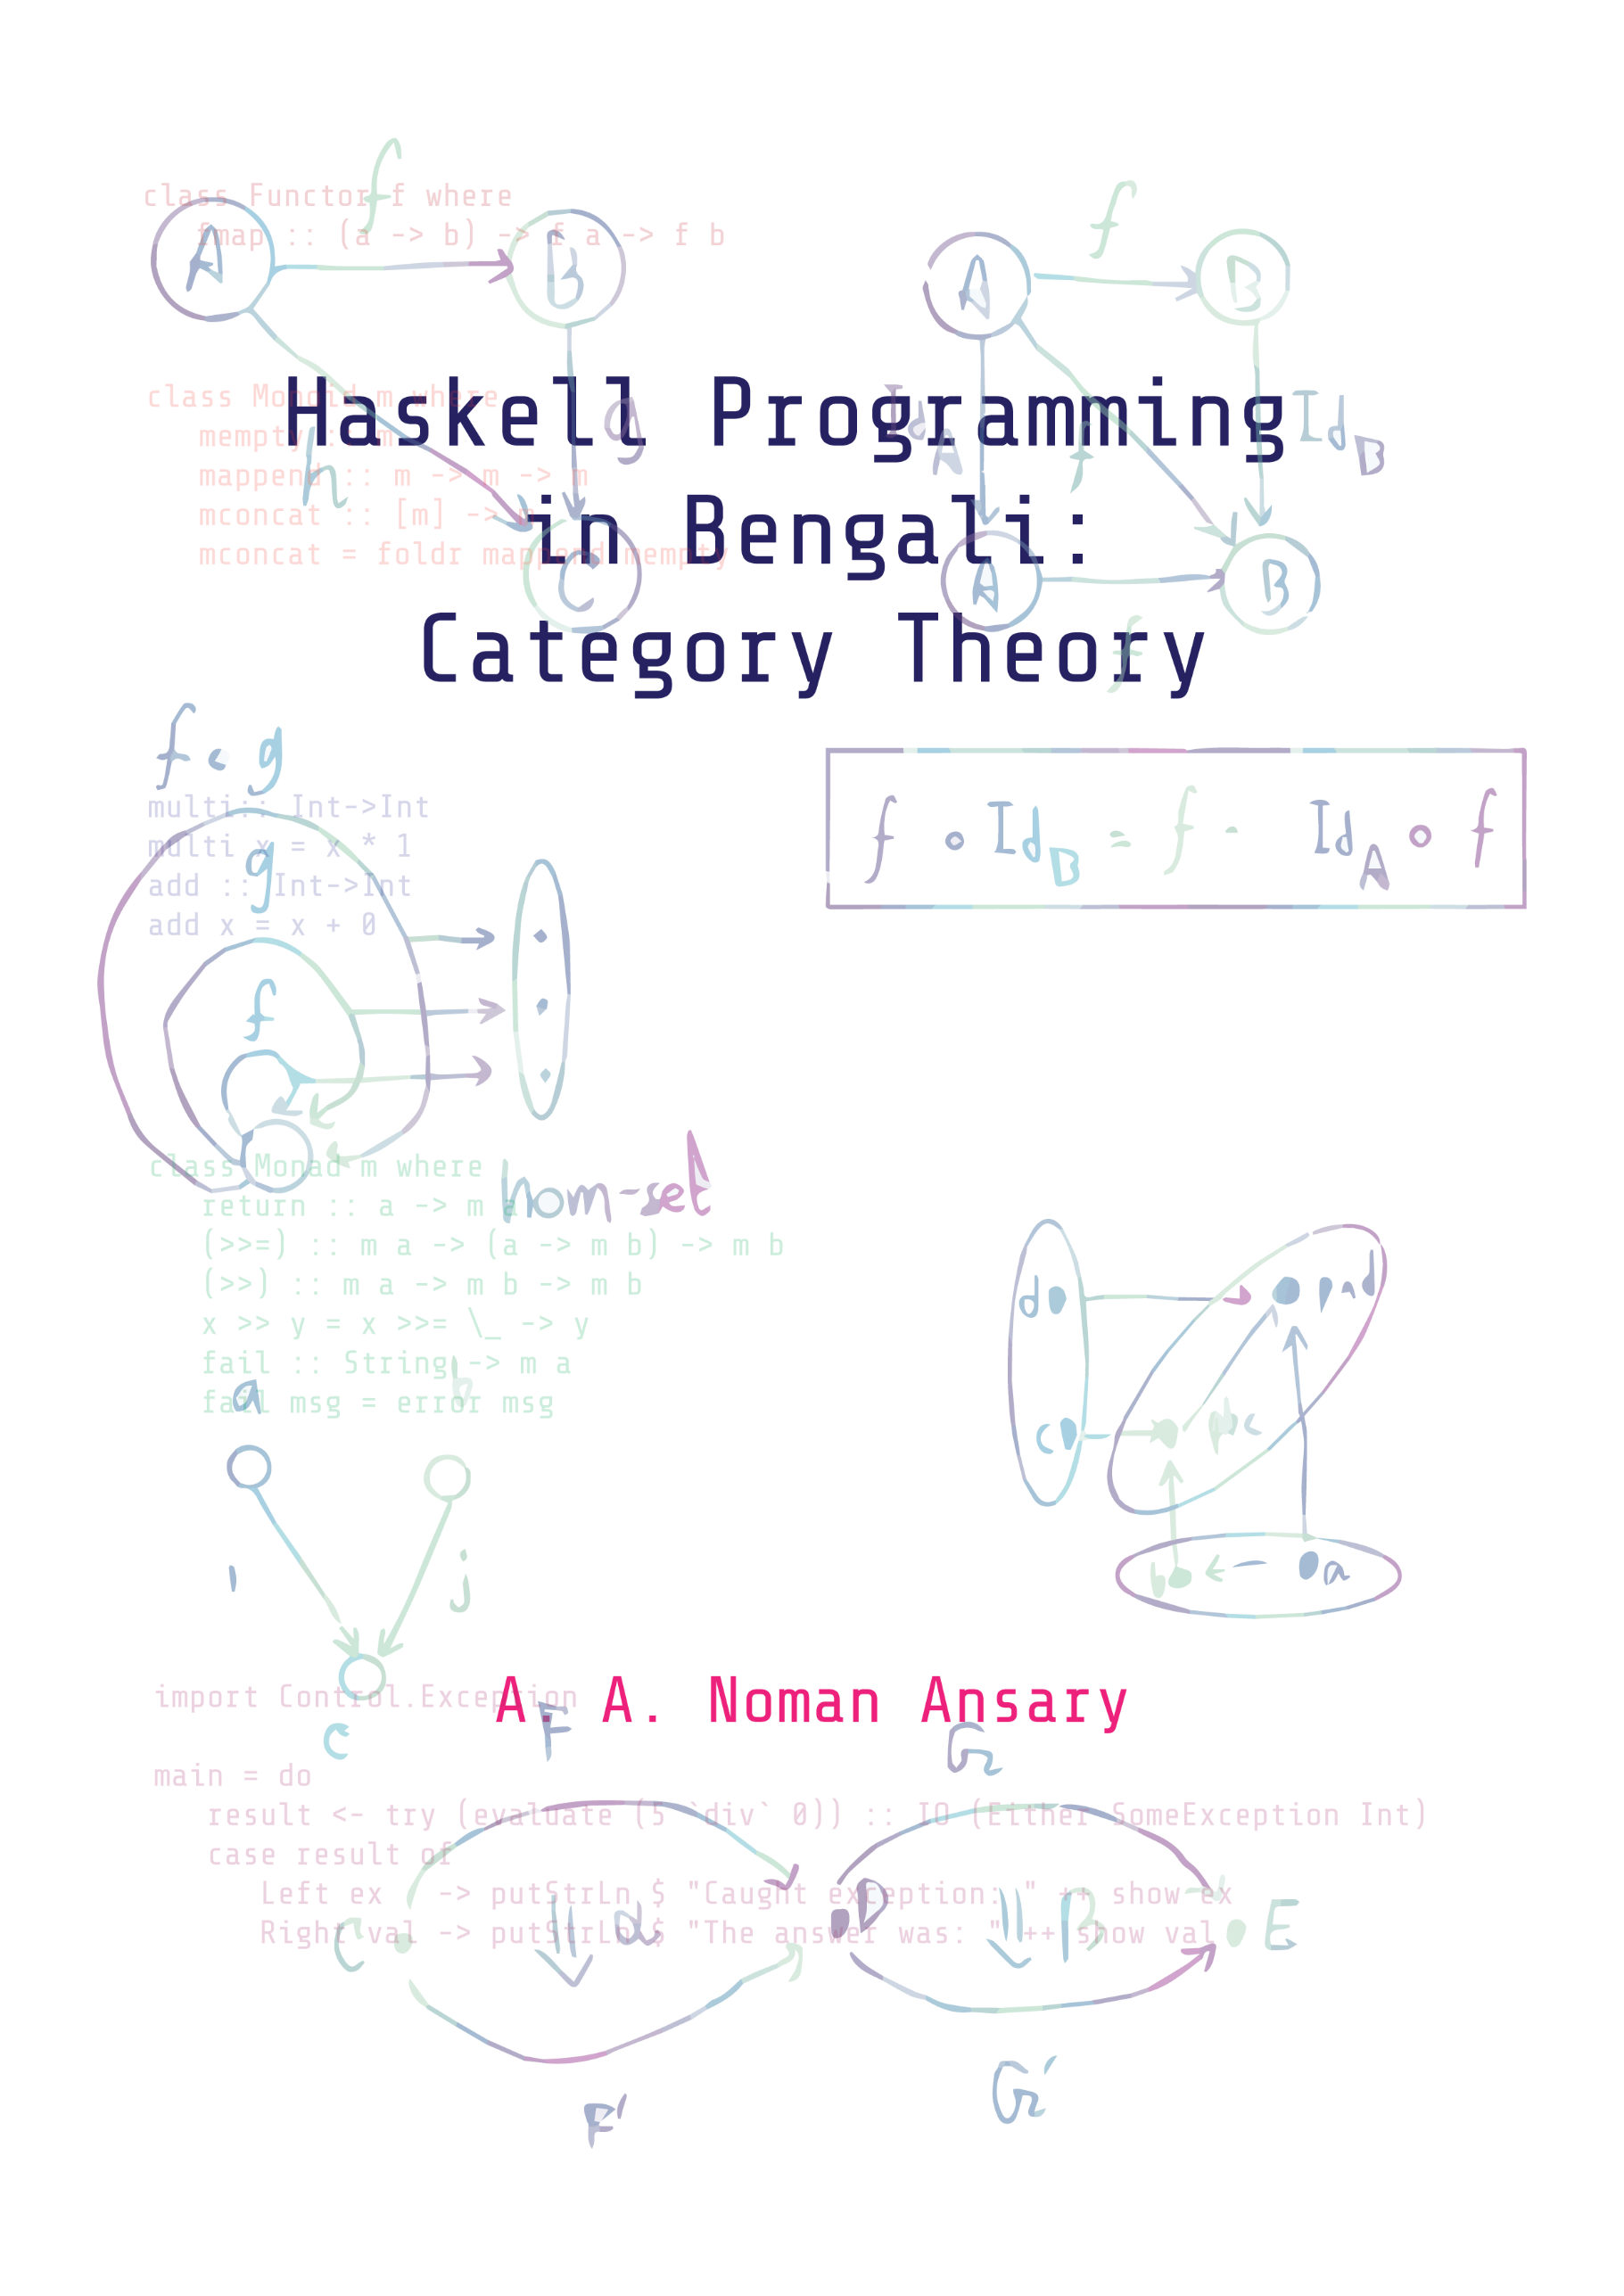 f
class Functor f where
fmap :: (a -> b) -> f a -> f b
A
B
f
A
B
Haskell Programming
in Bengali:
Category Theory
class Monoid m where
mempty :: m
mappend :: m -> m -> m
mconcat :: [m] -> m
mconcat = foldr mappend mempty
g
h
C
Id A
f
Id B
A
B
f
f . g
multi:: Int->Int
multi x = x * 1
g
add :: Int->Int
add x = x + 0
f
f ∘ Id B = f = Id A ∘ f
hom-set
class Monad m where
return :: a -> m a
(>>=) :: m a -> (a -> m b) -> m b
(>>) :: m a -> m b -> m b
x >> y = x >>= \_ -> y
fail :: String -> m a
fail msg = error msg
a
b
i
j
c
d
c
b
a
A. A. Noman Ansary
import Control.Exception
F
G
main = do
result <- try (evaluate (5 `div` 0)) :: IO (Either SomeException Int)
case result of
Left ex -> putStrLn $ "Caught exception: " ++ show ex
Right val -> putStrLn $ "The answer was: " ++ show val
C
α
D
β
E
F'
G'